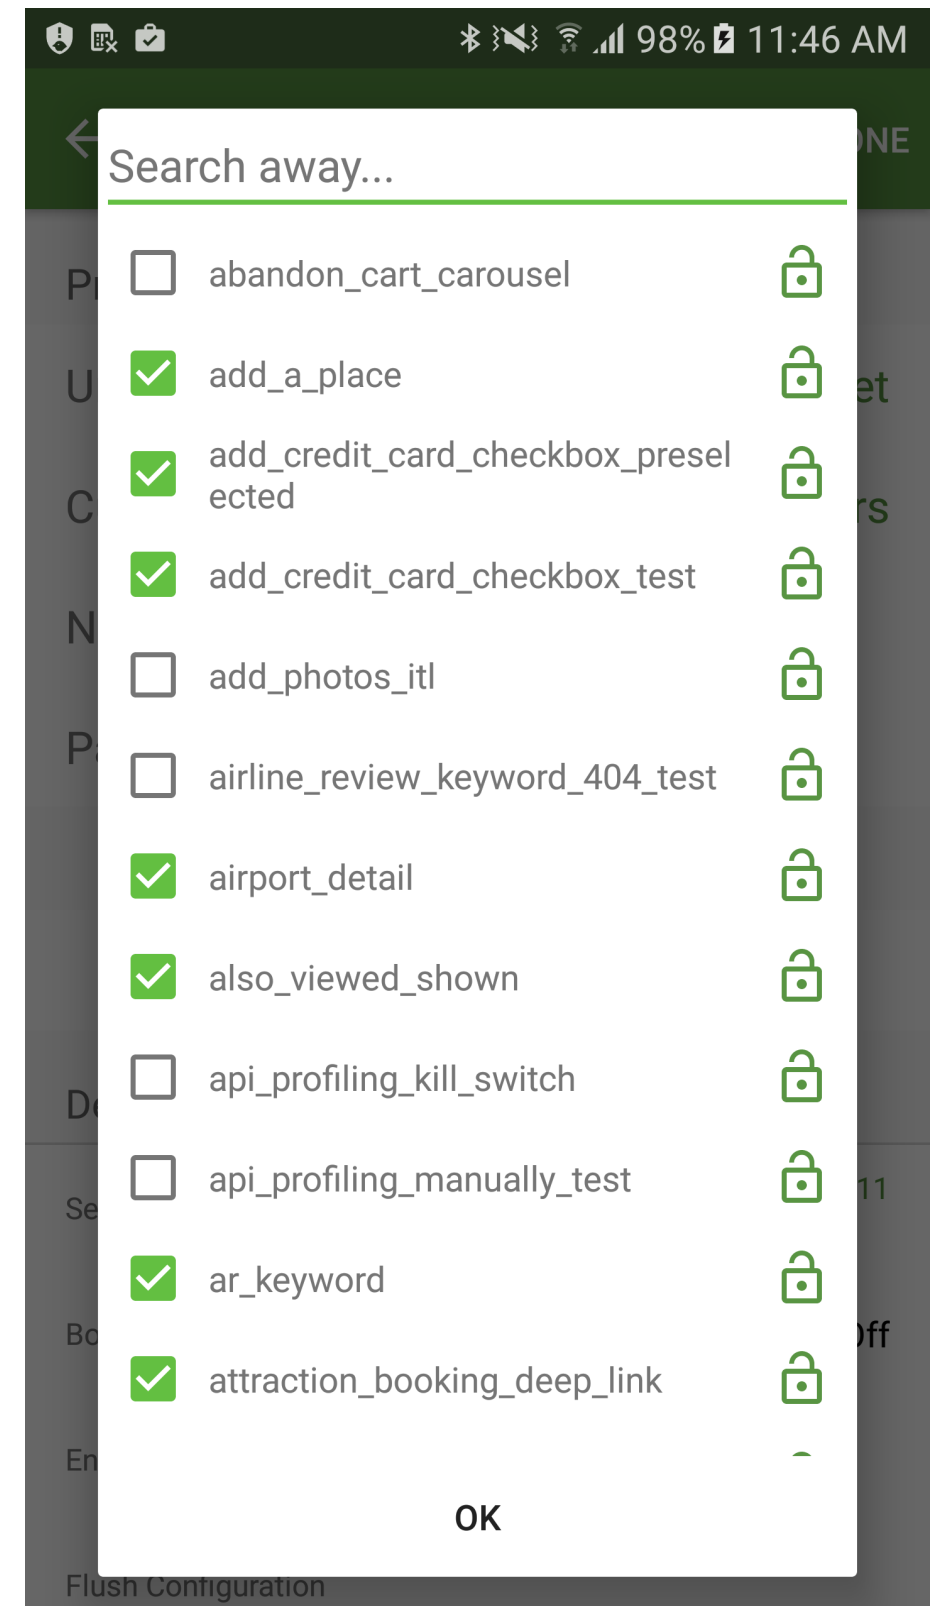 98% 11:46 AM
Search away...
abandon_cart_carousel
add_a_place
add_credit_card_checkbox_presel
ected
add_credit_card_checkbox_test
add_photos_itl
airline_review_keyword_404_test
airport_detail
also_viewed_shown
api_profiling_kill_switch
api_profiling_manually_test
11
ar_keyword
attraction_booking_deep_link
OK
Flush Configuration